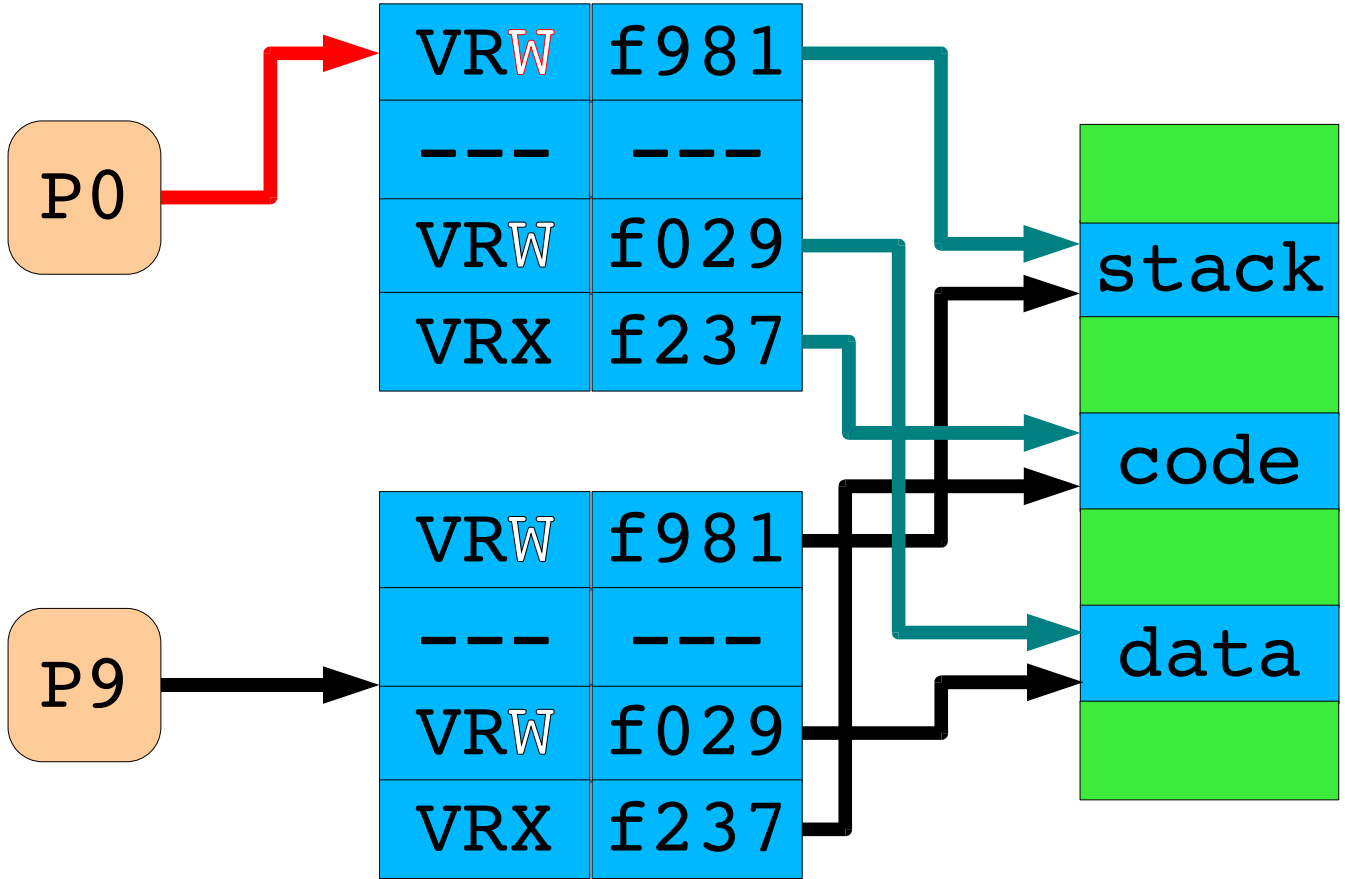 VRW f981
--- ---
P0
VRW f029
VRX f237
stack
code
data
VRW f981
--- ---
P9
VRW f029
VRX f237